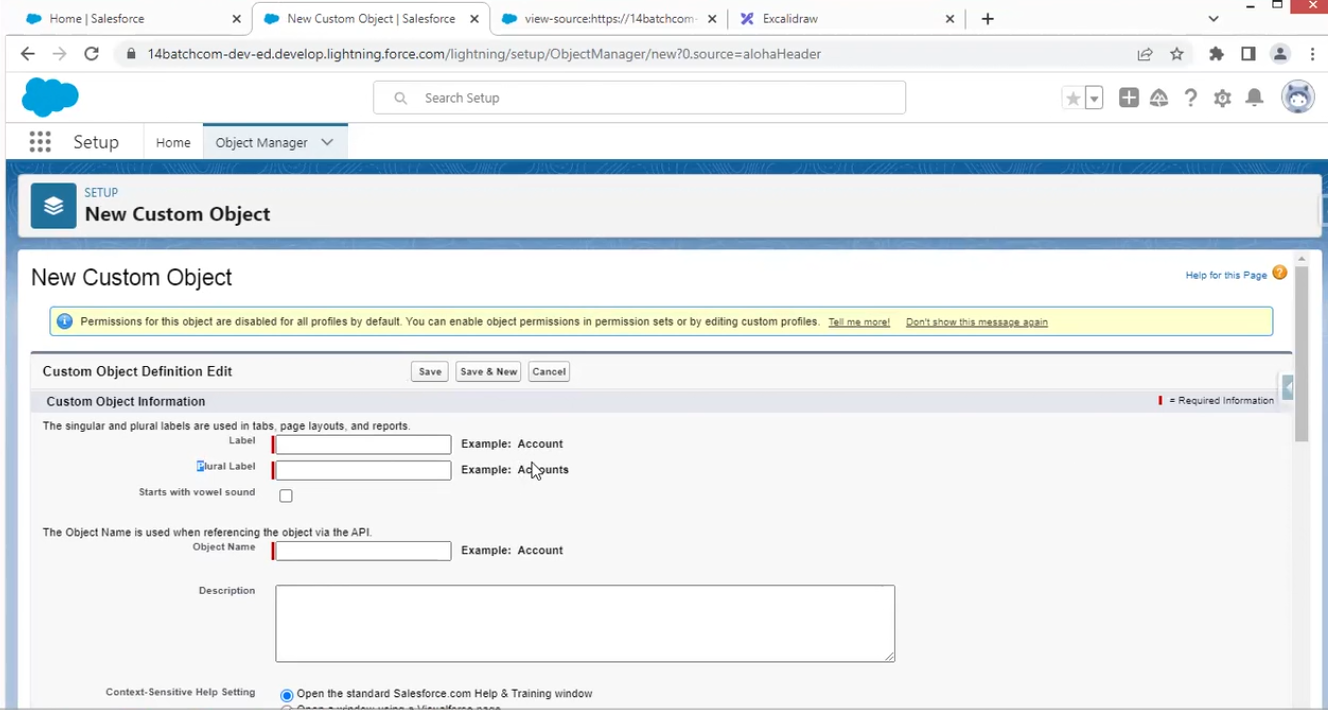 Home | Salesforce
New Custom Object | Salesforce
view-source:https://14batchcom-
Excalidraw
14batchcom-dev-ed.develop.lightning.force.com/lightning/setup/ObjectManager/new?0.source=alohaHeader
Search Setup
Setup
Home
Object Manager
SETUP
New Custom Object
New Custom Object
Help for this Page
Permissions for this object are disabled for all profiles by default. You can enable object permissions in permission sets or by editing custom profiles. Tell me more! Don't show this message again
Custom Object Definition Edit
Save
Save & New
Cancel
Custom Object Information
= Required Information
The singular and plural labels are used in tabs, page layouts, and reports.
Label
Example: Account
Plural Label
Example: Accounts
Starts with vowel sound
The Object Name is used when referencing the object via the API.
Object Name
Example: Account
Description
Context-Sensitive Help Setting
Open the standard Salesforce.com Help & Training window
Open a window using a Visualforce page